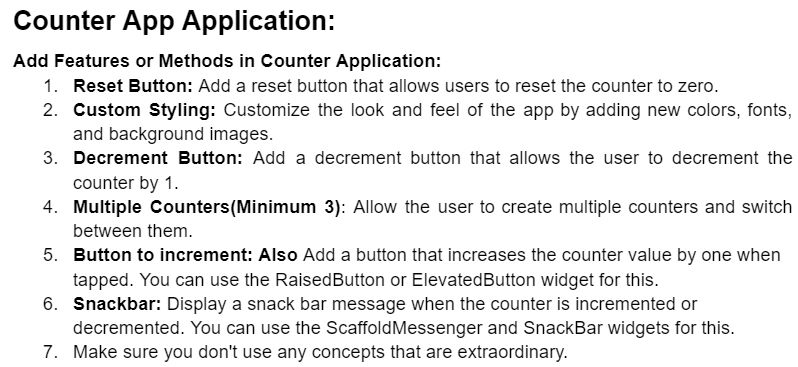 Counter App Application:
Add Features or Methods in Counter Application:
1. Reset Button: Add a reset button that allows users to reset the counter to zero.
2. Custom Styling: Customize the look and feel of the app by adding new colors, fonts,
and background images.
3. Decrement Button: Add a decrement button that allows the user to decrement the
counter by 1.
4. Multiple Counters(Minimum 3): Allow the user to create multiple counters and switch
between them.
5. Button to increment: Also Add a button that increases the counter value by one when
tapped. You can use the RaisedButton or ElevatedButton widget for this.
6. Snackbar: Display a snack bar message when the counter is incremented or
decremented. You can use the ScaffoldMessenger and SnackBar widgets for this.
7. Make sure you don't use any concepts that are extraordinary.